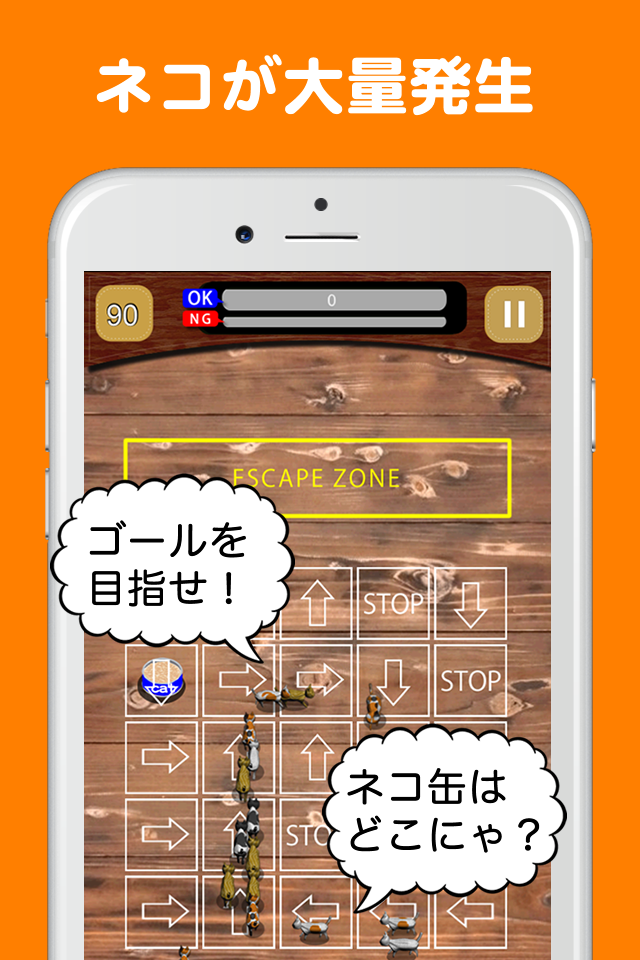 ネコが大量発生
90
OK
0
NG
ESCAPE ZONE
ゴールを
目指せ！
STOP
cat
STOP
ネコ缶は
どこにゃ？
STO